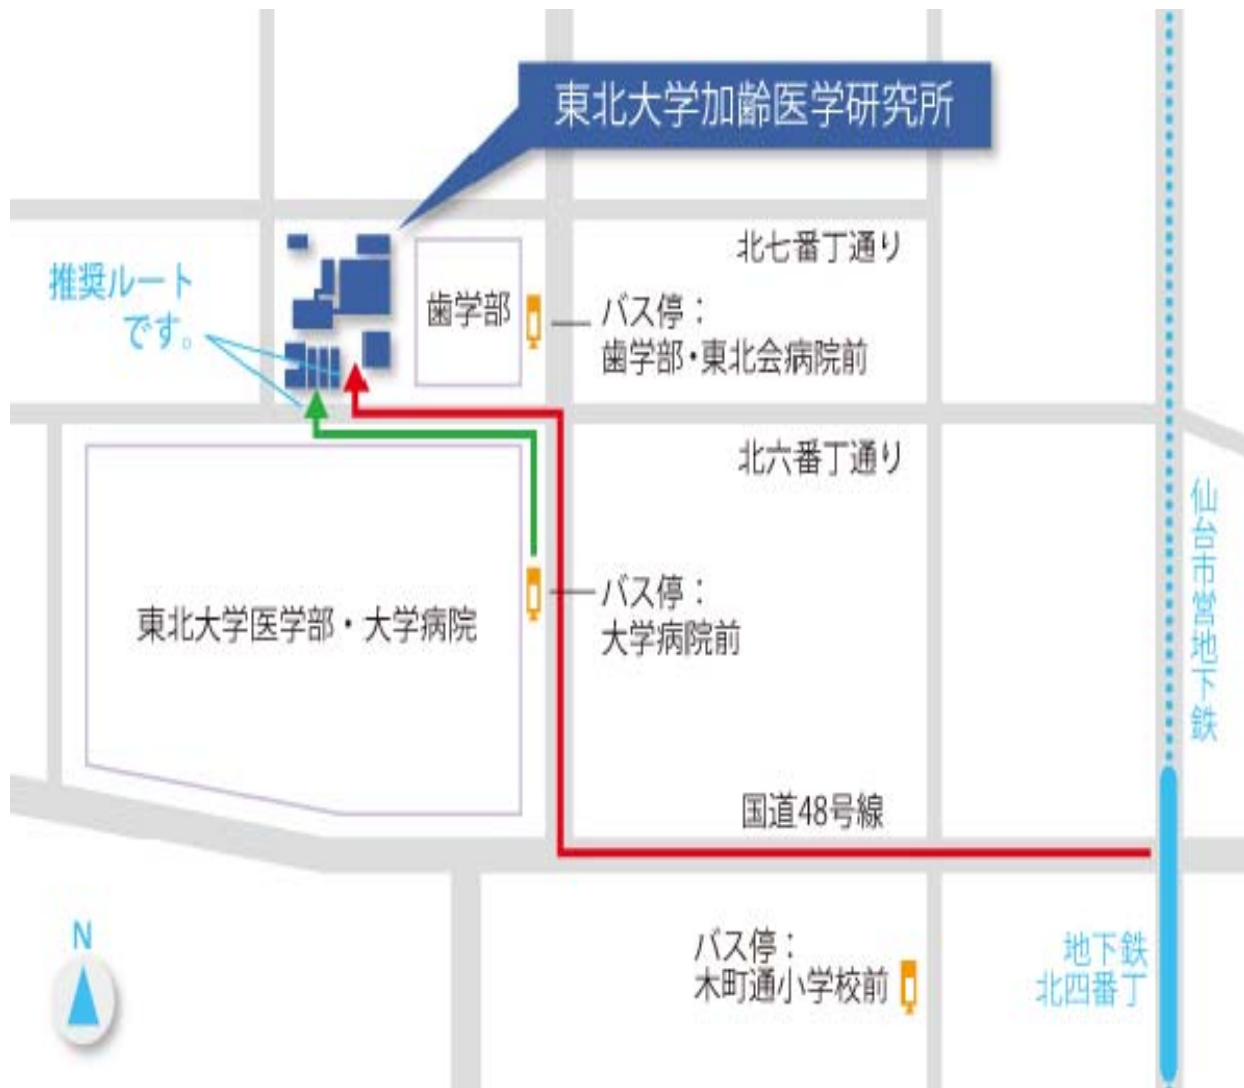 東北大学加齢医学研究所
北七番丁通り
推奨ルート
です。
歯学部
バス停：
歯学部・東北会病院前
北六番丁通り
仙台市営地下鉄
バス停：
大学病院前
東北大学医学部・大学病院
国道48号線
N
バス停：
木町通小学校前
地下鉄
北四番丁